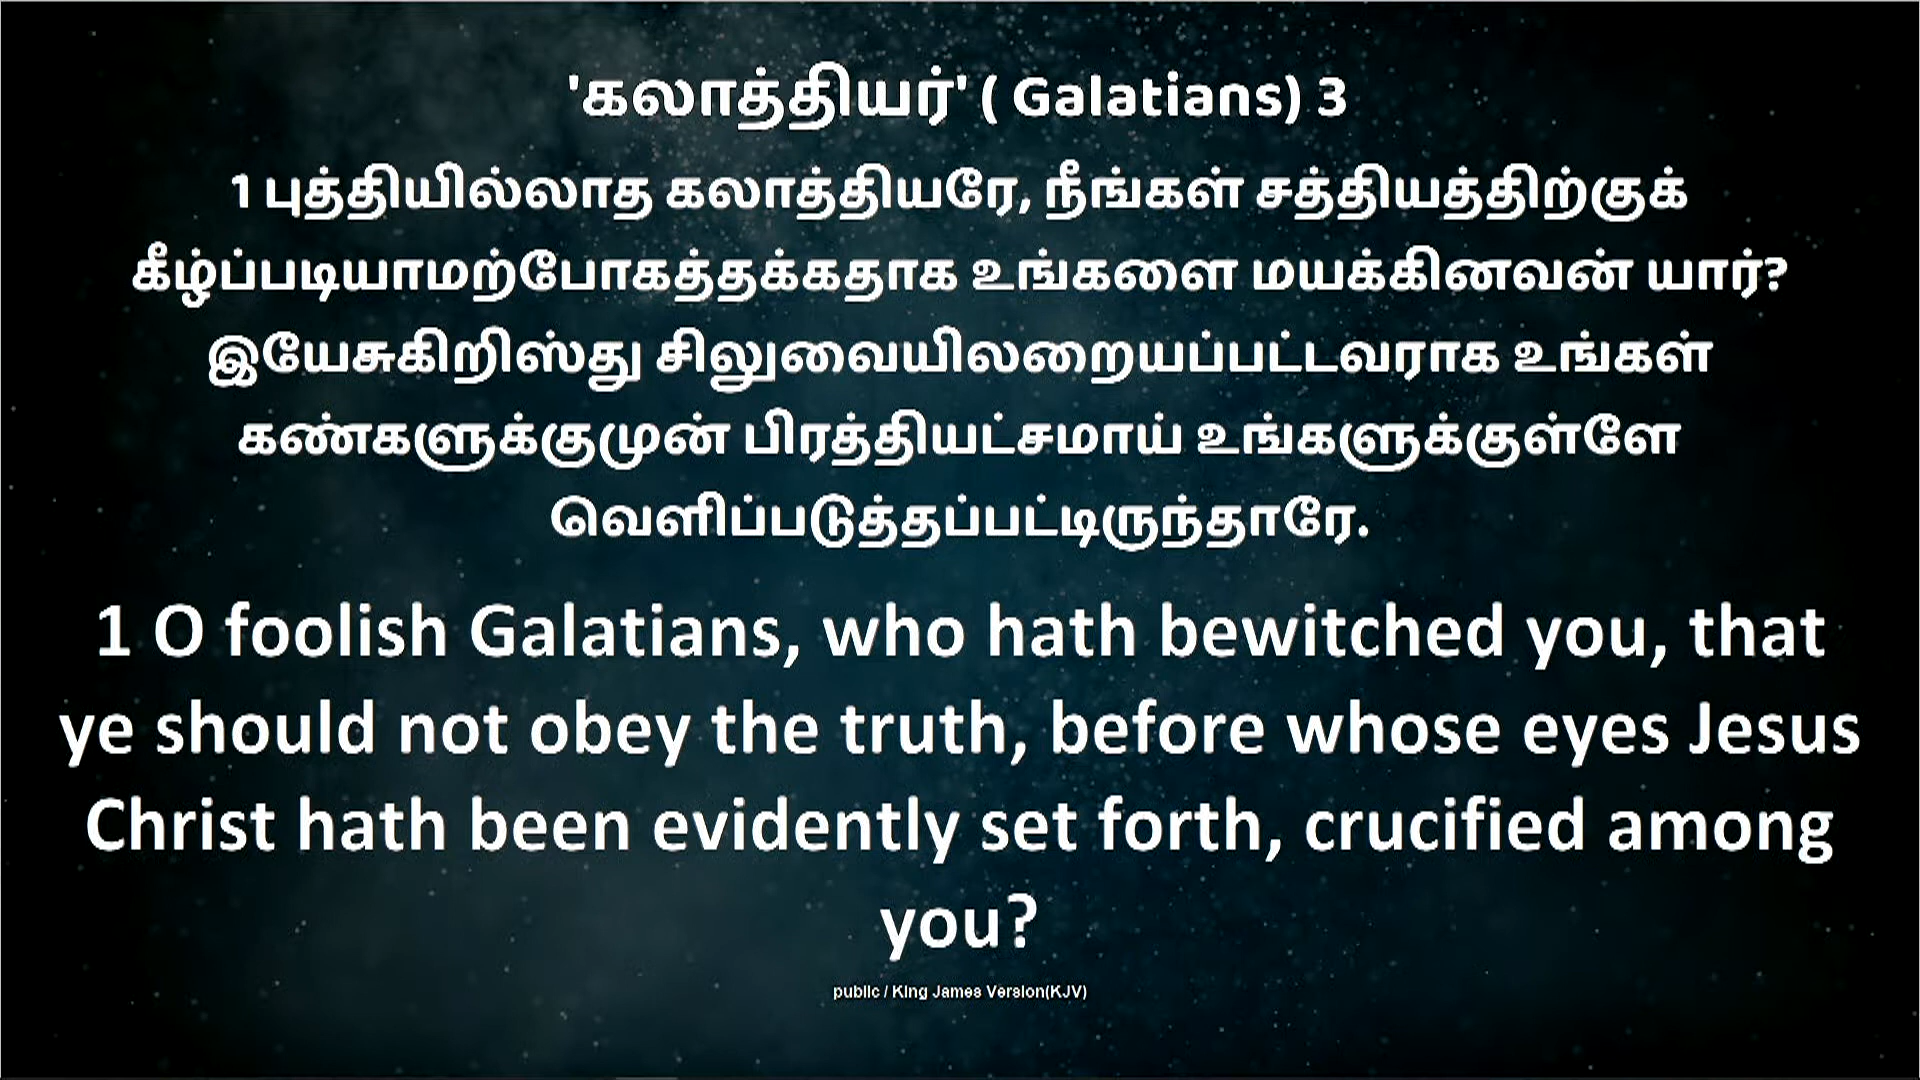 'கலாத்தியர்' ( Galatians) 3
1 புத்தியில்லாத கலாத்தியரே, நீங்கள் சத்தியத்திற்குக்
கீழ்ப்படியாமற்போகத்தக்கதாக உங்களை மயக்கினவன் யார்?
இயேசுகிறிஸ்து சிலுவையிலறையப்பட்டவராக உங்கள்
கண்களுக்குமுன் பிரத்தியட்சமாய் உங்களுக்குள்ளே
வெளிப்படுத்தப்பட்டிருந்தாரே.
1 O foolish Galatians, who hath bewitched you, that
ye should not obey the truth, before whose eyes Jesus
Christ hath been evidently set forth, crucified among
you?
public / King James Version(KJV)